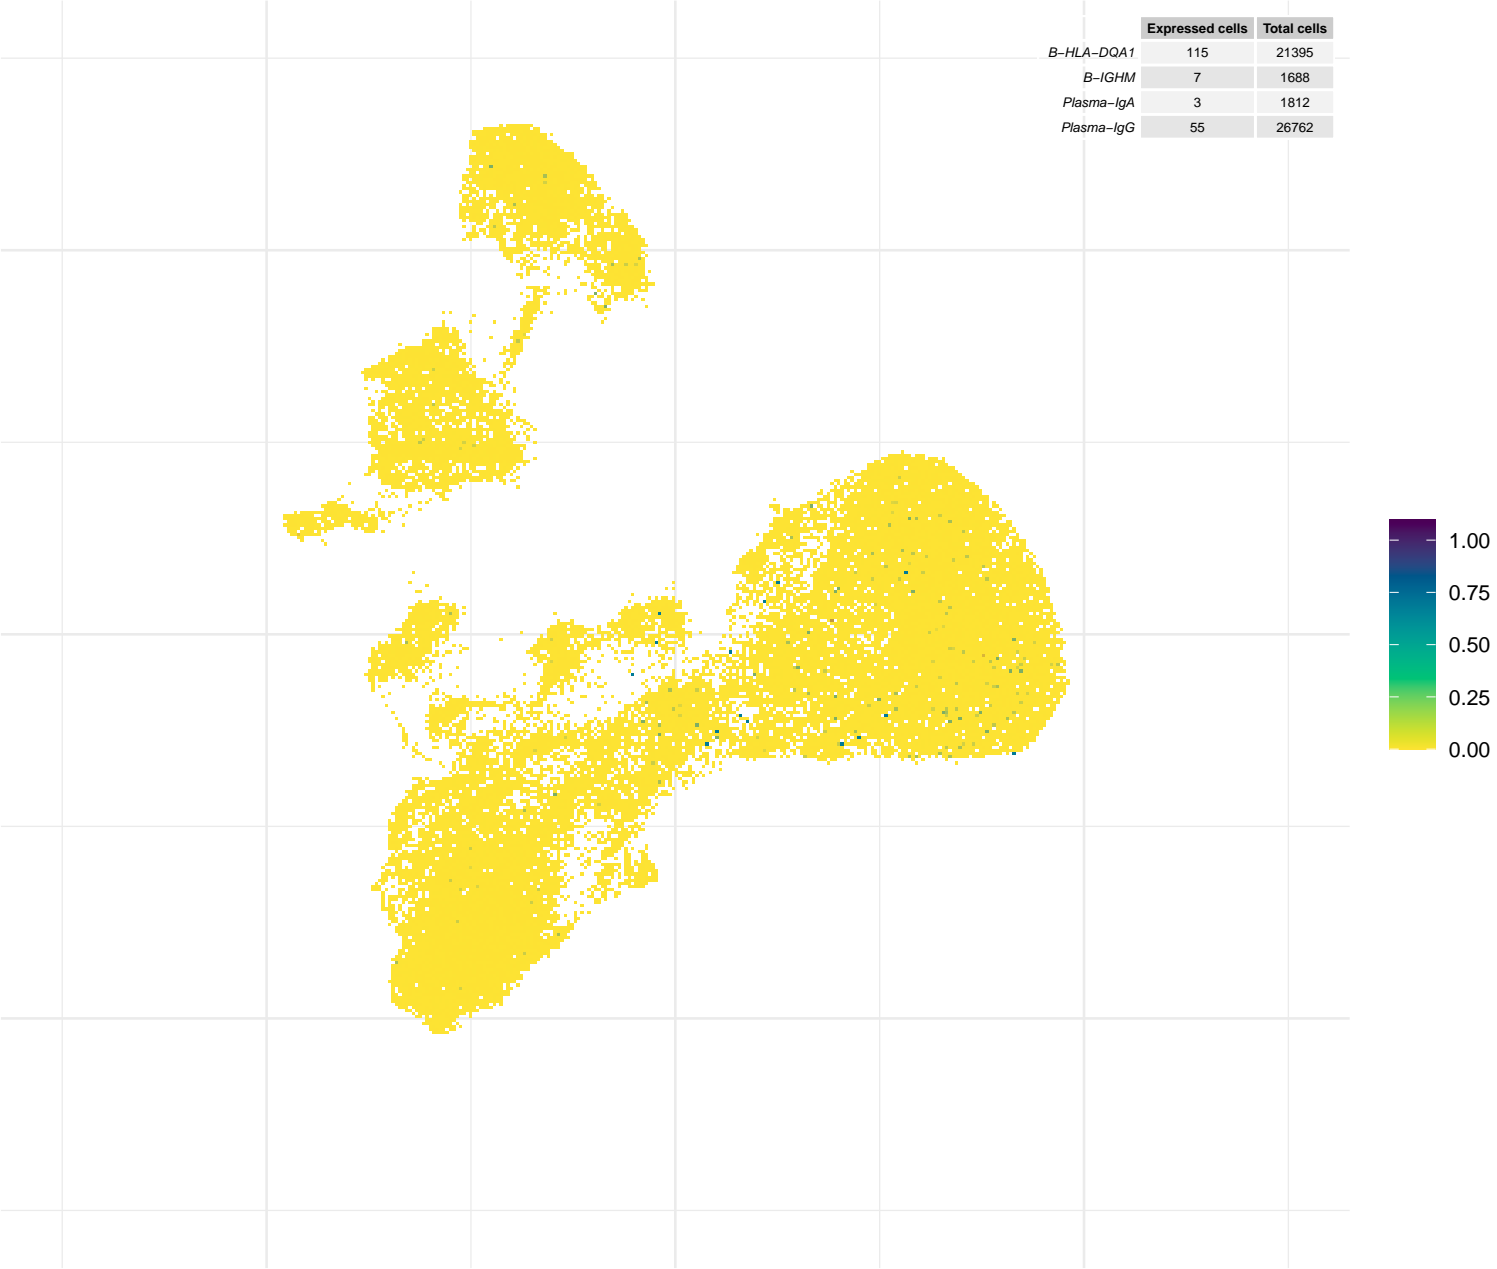 Expressed cells Total cells
B−HLA−DQA1 115 21395
B−IGHM 7 1688
Plasma−IgA 3 1812
Plasma−IgG 55 26762
1.00
0.75
0.50
0.25
0.00